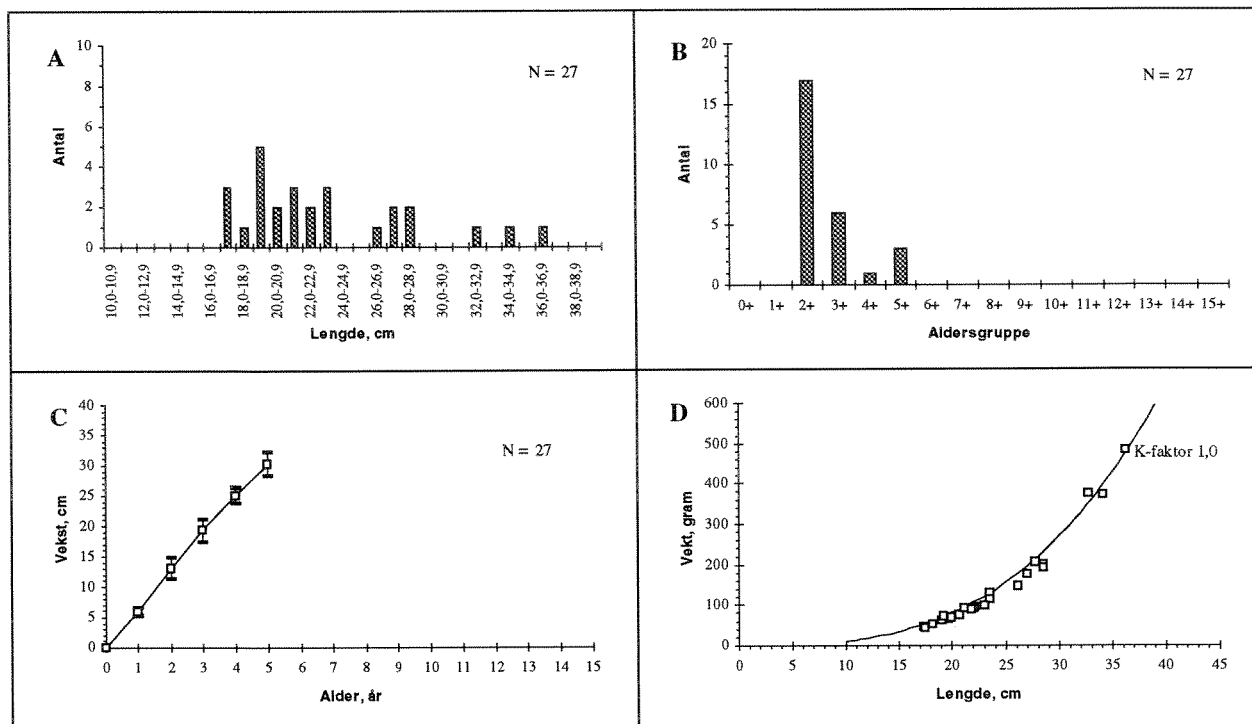 A
N = 27
Antal
10
8
6
4
2
0
10,0-10,9
12,0-12,9
14,0-14,9
16,0-16,9
18,0-18,9
20,0-20,9
22,0-22,9
24,0-24,9
26,0-26,9
28,0-28,9
30,0-30,9
32,0-32,9
34,0-34,9
36,0-36,9
38,0-38,9
Lengde, cm
B
N = 27
Antal
20
15
10
5
0
0+ 1+ 2+ 3+ 4+ 5+ 6+ 7+ 8+ 9+ 10+ 11+ 12+ 13+ 14+ 15+
Aldersgruppe
C
N = 27
Vekst, cm
40
35
30
25
20
15
10
5
0
0 1 2 3 4 5 6 7 8 9 10 11 12 13 14 15
Alder, år
D
K-faktor 1,0
Vekt, gram
600
500
400
300
200
100
0
0 5 10 15 20 25 30 35 40 45
Lengde, cm